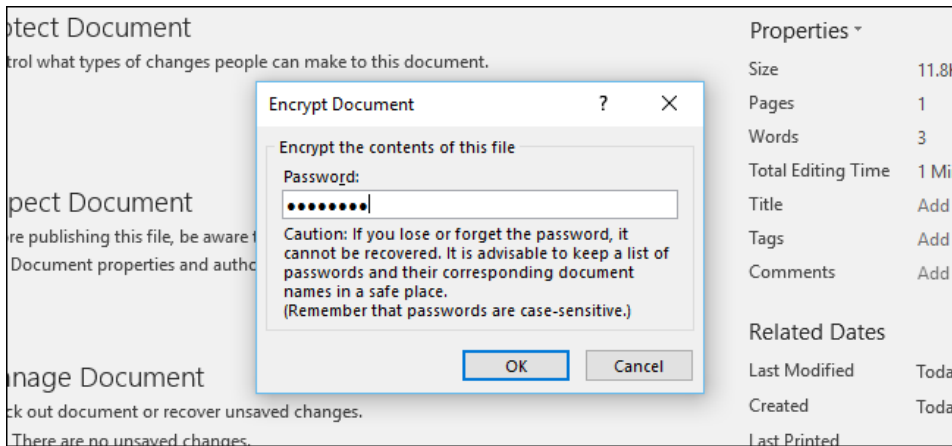 otect Document
trol what types of changes people can make to this document.
pect Document
re publishing this file, be aware t
Document properties and autho
anage Document
ck out document or recover unsaved changes.
There are no unsaved changes.
Encrypt Document ?
Encrypt the contents of this file
Password:
••••••••
Caution: If you lose or forget the password, it
cannot be recovered. It is advisable to keep a list of
passwords and their corresponding document
names in a safe place.
(Remember that passwords are case-sensitive.)
OK Cancel
Properties
Size 11.8
Pages 1
Words 3
Total Editing Time 1 Mi
Title Add
Tags Add
Comments Add
Related Dates
Last Modified Toda
Created Toda
Last Printed